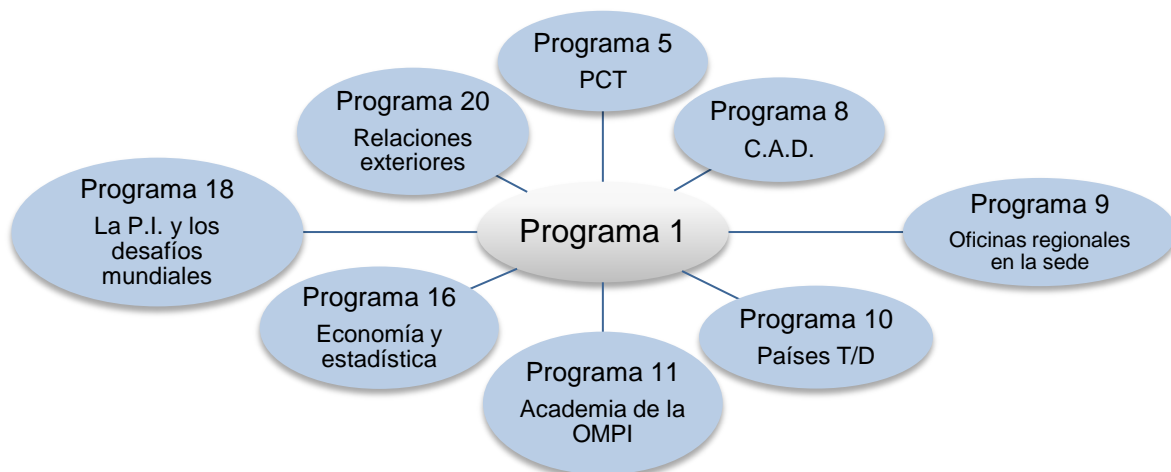 Programa 5
PCT
Programa 20
Relaciones
exteriores
Programa 8
C.A.D.
Programa 18
La P.I. y los
desafíos
mundiales
Programa 1
Programa 9
Oficinas regionales
en la sede
Programa 16
Economía y
estadística
Programa 10
Países T/D
Programa 11
Academia de la
OMPI